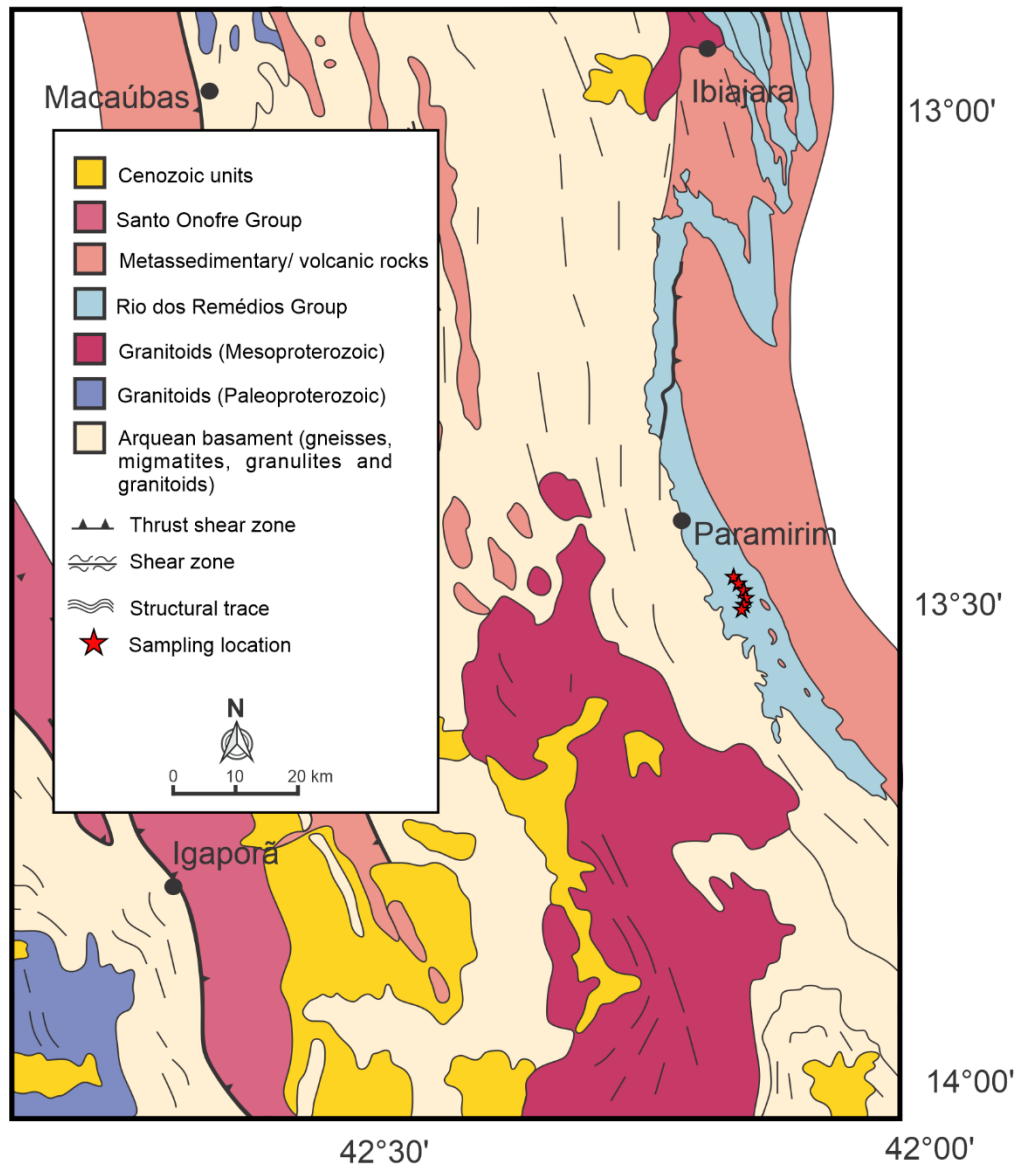 Macaúbas
Ibiajara
13°00'
Cenozoic units
Santo Onofre Group
Metassedimentary/ volcanic rocks
Rio dos Remédios Group
Granitoids (Mesoproterozoic)
Granitoids (Paleoproterozoic)
Arquean basament (gneisses,
migmatites, granulites and
granitoids)
Thrust shear zone
Shear zone
Structural trace
Sampling location
N
0 10 20 km
Paramirim
13°30'
Igaporã
14°00'
42°30'
42°00'